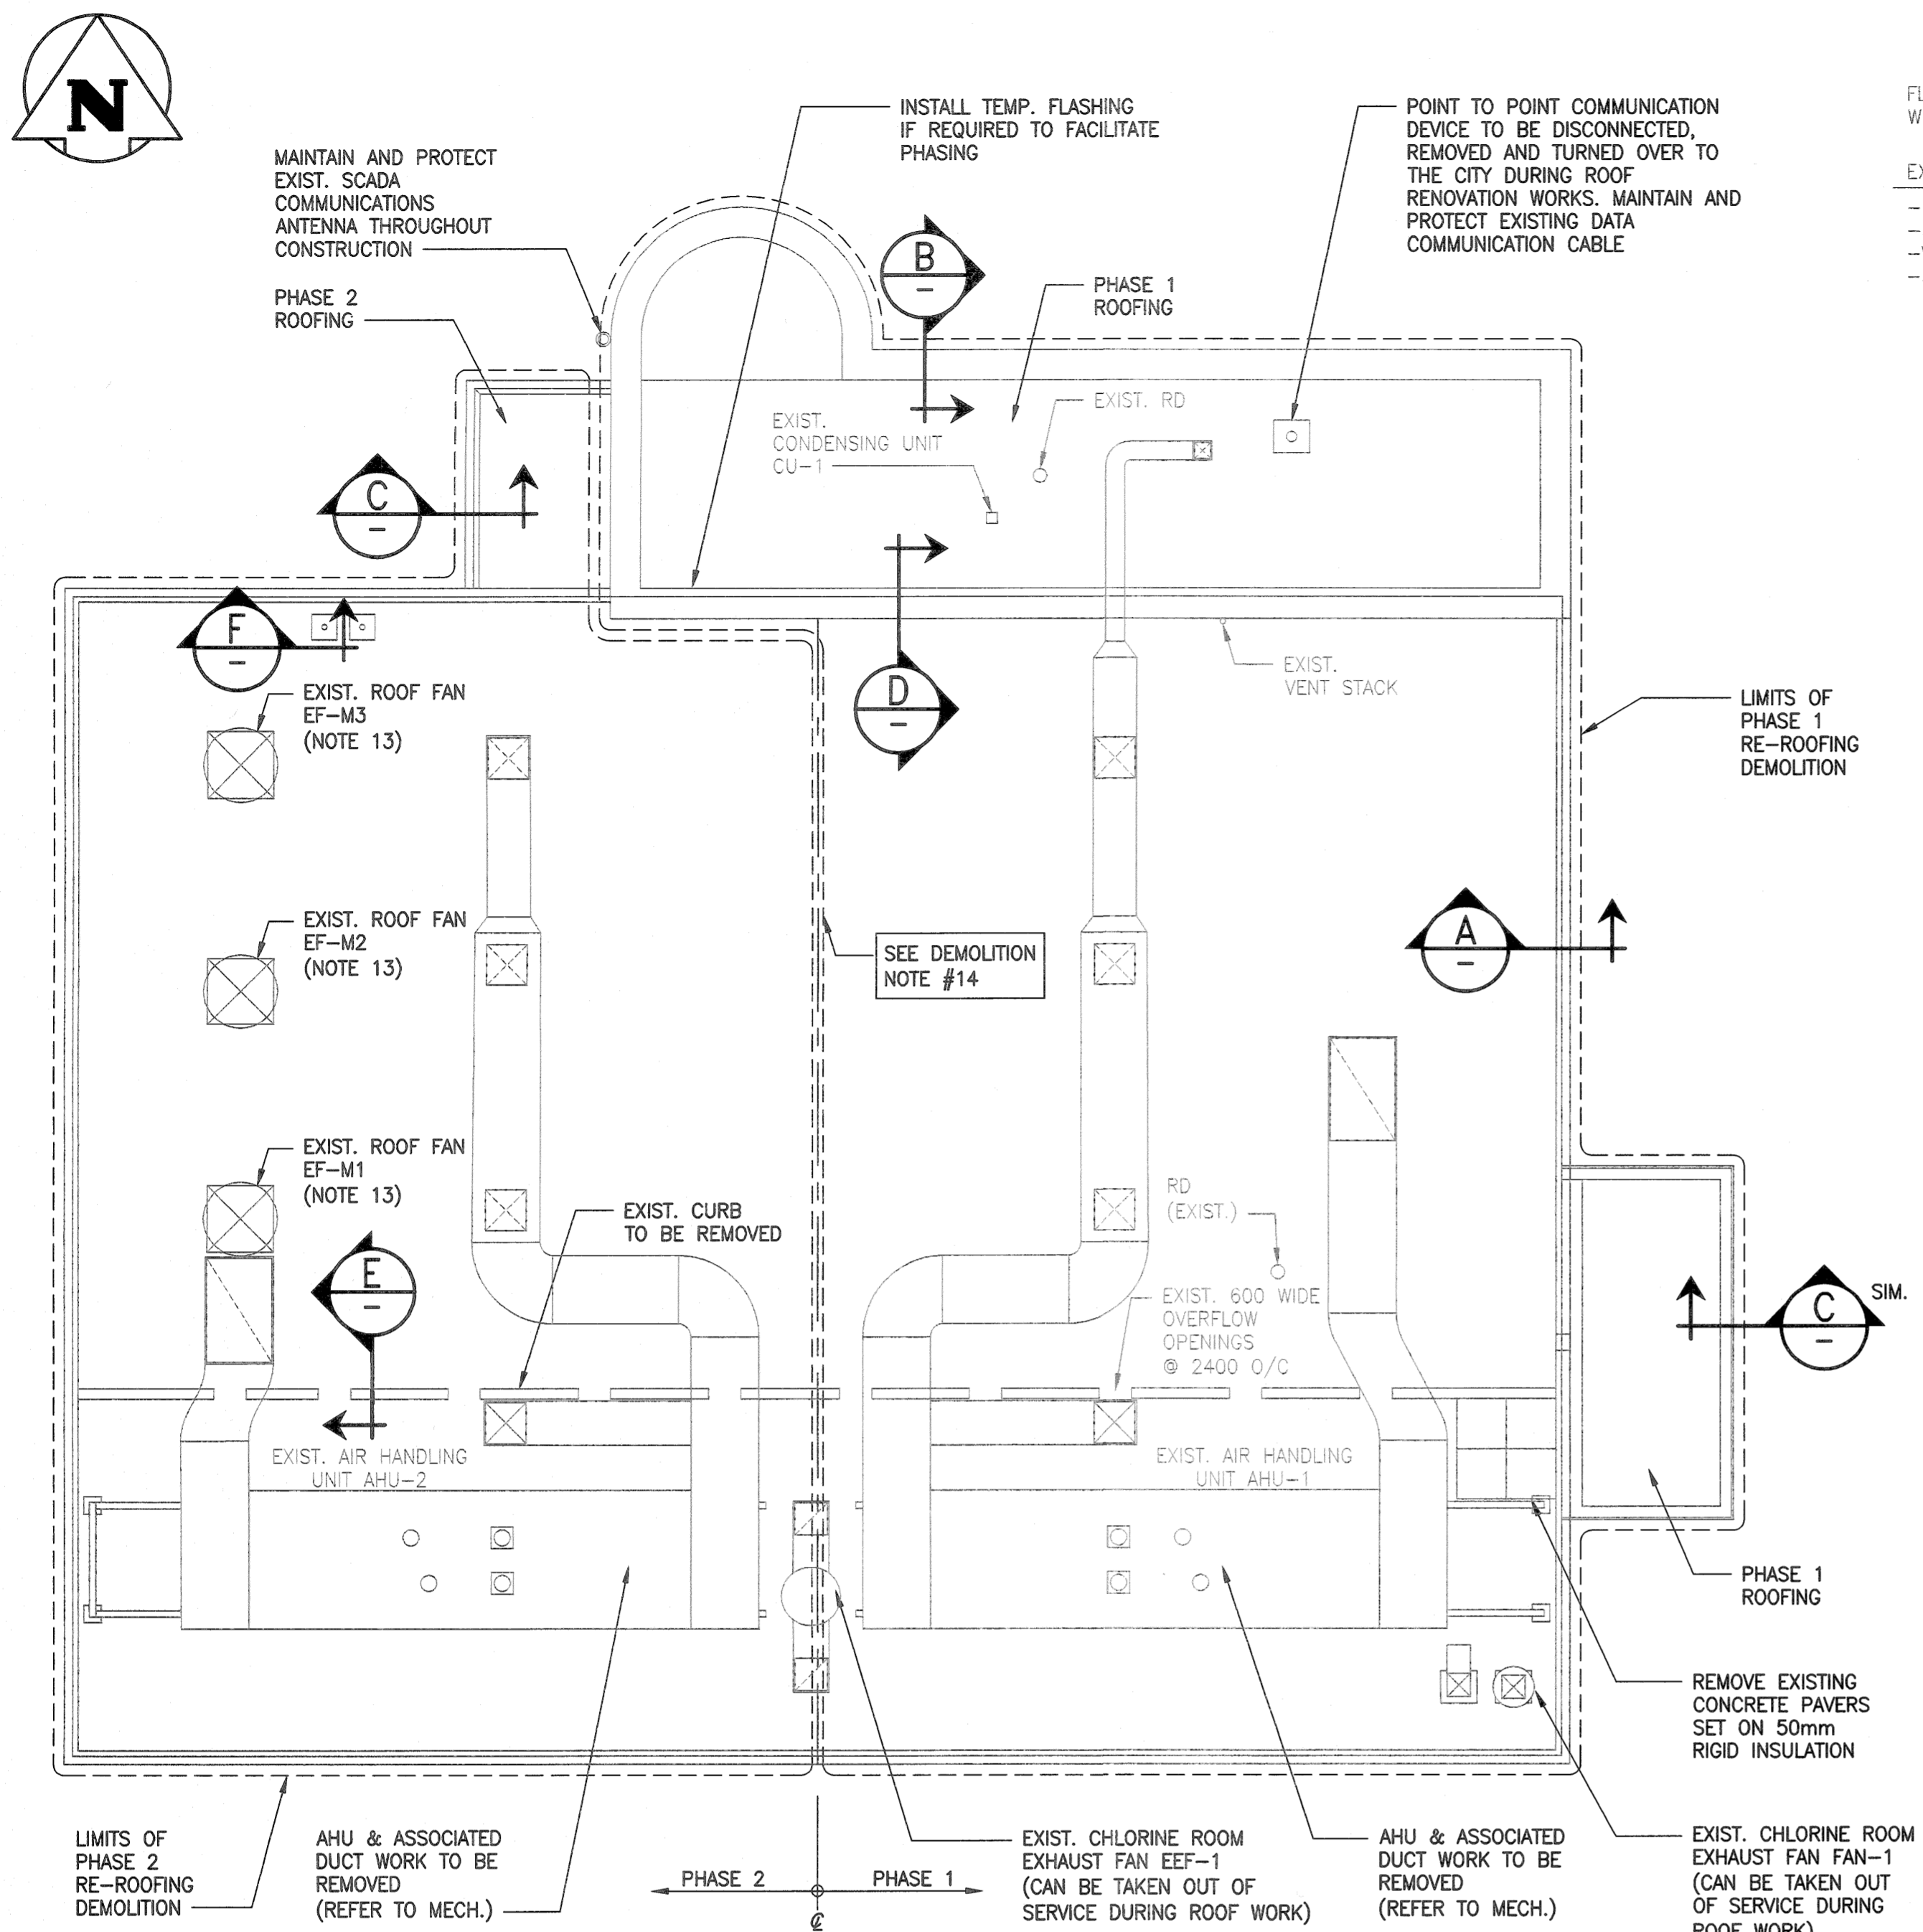 N
INSTALL TEMP. FLASHING
IF REQUIRED TO FACILITATE
PHASING
POINT TO POINT COMMUNICATION
DEVICE TO BE DISCONNECTED,
REMOVED AND TURNED OVER TO
THE CITY DURING ROOF
RENOVATION WORKS. MAINTAIN AND
PROTECT EXISTING DATA
COMMUNICATION CABLE
MAINTAIN AND PROTECT
EXIST. SCADA
COMMUNICATIONS
ANTENNA THROUGHOUT
CONSTRUCTION
PHASE 2
ROOFING
B
–
PHASE 1
ROOFING
EXIST. RD
EXIST.
CONDENSING UNIT
CU-1
C
–
F
–
D
–
EXIST.
VENT STACK
EXIST. ROOF FAN
EF-M3
(NOTE 13)
LIMITS OF
PHASE 1
RE-ROOFING
DEMOLITION
EXIST. ROOF FAN
EF-M2
(NOTE 13)
SEE DEMOLITION
NOTE #14
A
–
EXIST. ROOF FAN
EF-M1
(NOTE 13)
EXIST. CURB
TO BE REMOVED
RD
(EXIST.)
E
–
EXIST. 600 WIDE
OVERFLOW
OPENINGS
@ 2400 O/C
C
–
SIM.
EXIST. AIR HANDLING
UNIT AHU-2
EXIST. AIR HANDLING
UNIT AHU-1
PHASE 1
ROOFING
REMOVE EXISTING
CONCRETE PAVERS
SET ON 50mm
RIGID INSULATION
LIMITS OF
PHASE 2
RE-ROOFING
DEMOLITION
AHU & ASSOCIATED
DUCT WORK TO BE
REMOVED
(REFER TO MECH.)
PHASE 2
PHASE 1
℄
EXIST. CHLORINE ROOM
EXHAUST FAN EEF-1
(CAN BE TAKEN OUT OF
SERVICE DURING ROOF WORK)
AHU & ASSOCIATED
DUCT WORK TO BE
REMOVED
(REFER TO MECH.)
EXIST. CHLORINE ROOM
EXHAUST FAN FAN-1
(CAN BE TAKEN OUT
OF SERVICE DURING
ROOF WORK)